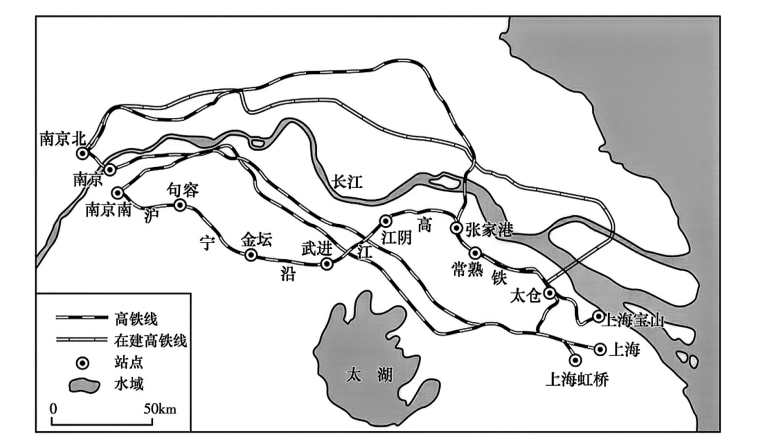 南京北
南京
南京南
沪
句容
宁
金坛
沿
武进
江
江阴
高
张家港
常熟
铁
太仓
上海宝山
上海
上海虹桥
长江
太 湖
高铁线
在建高铁线
站点
水域
0 50km